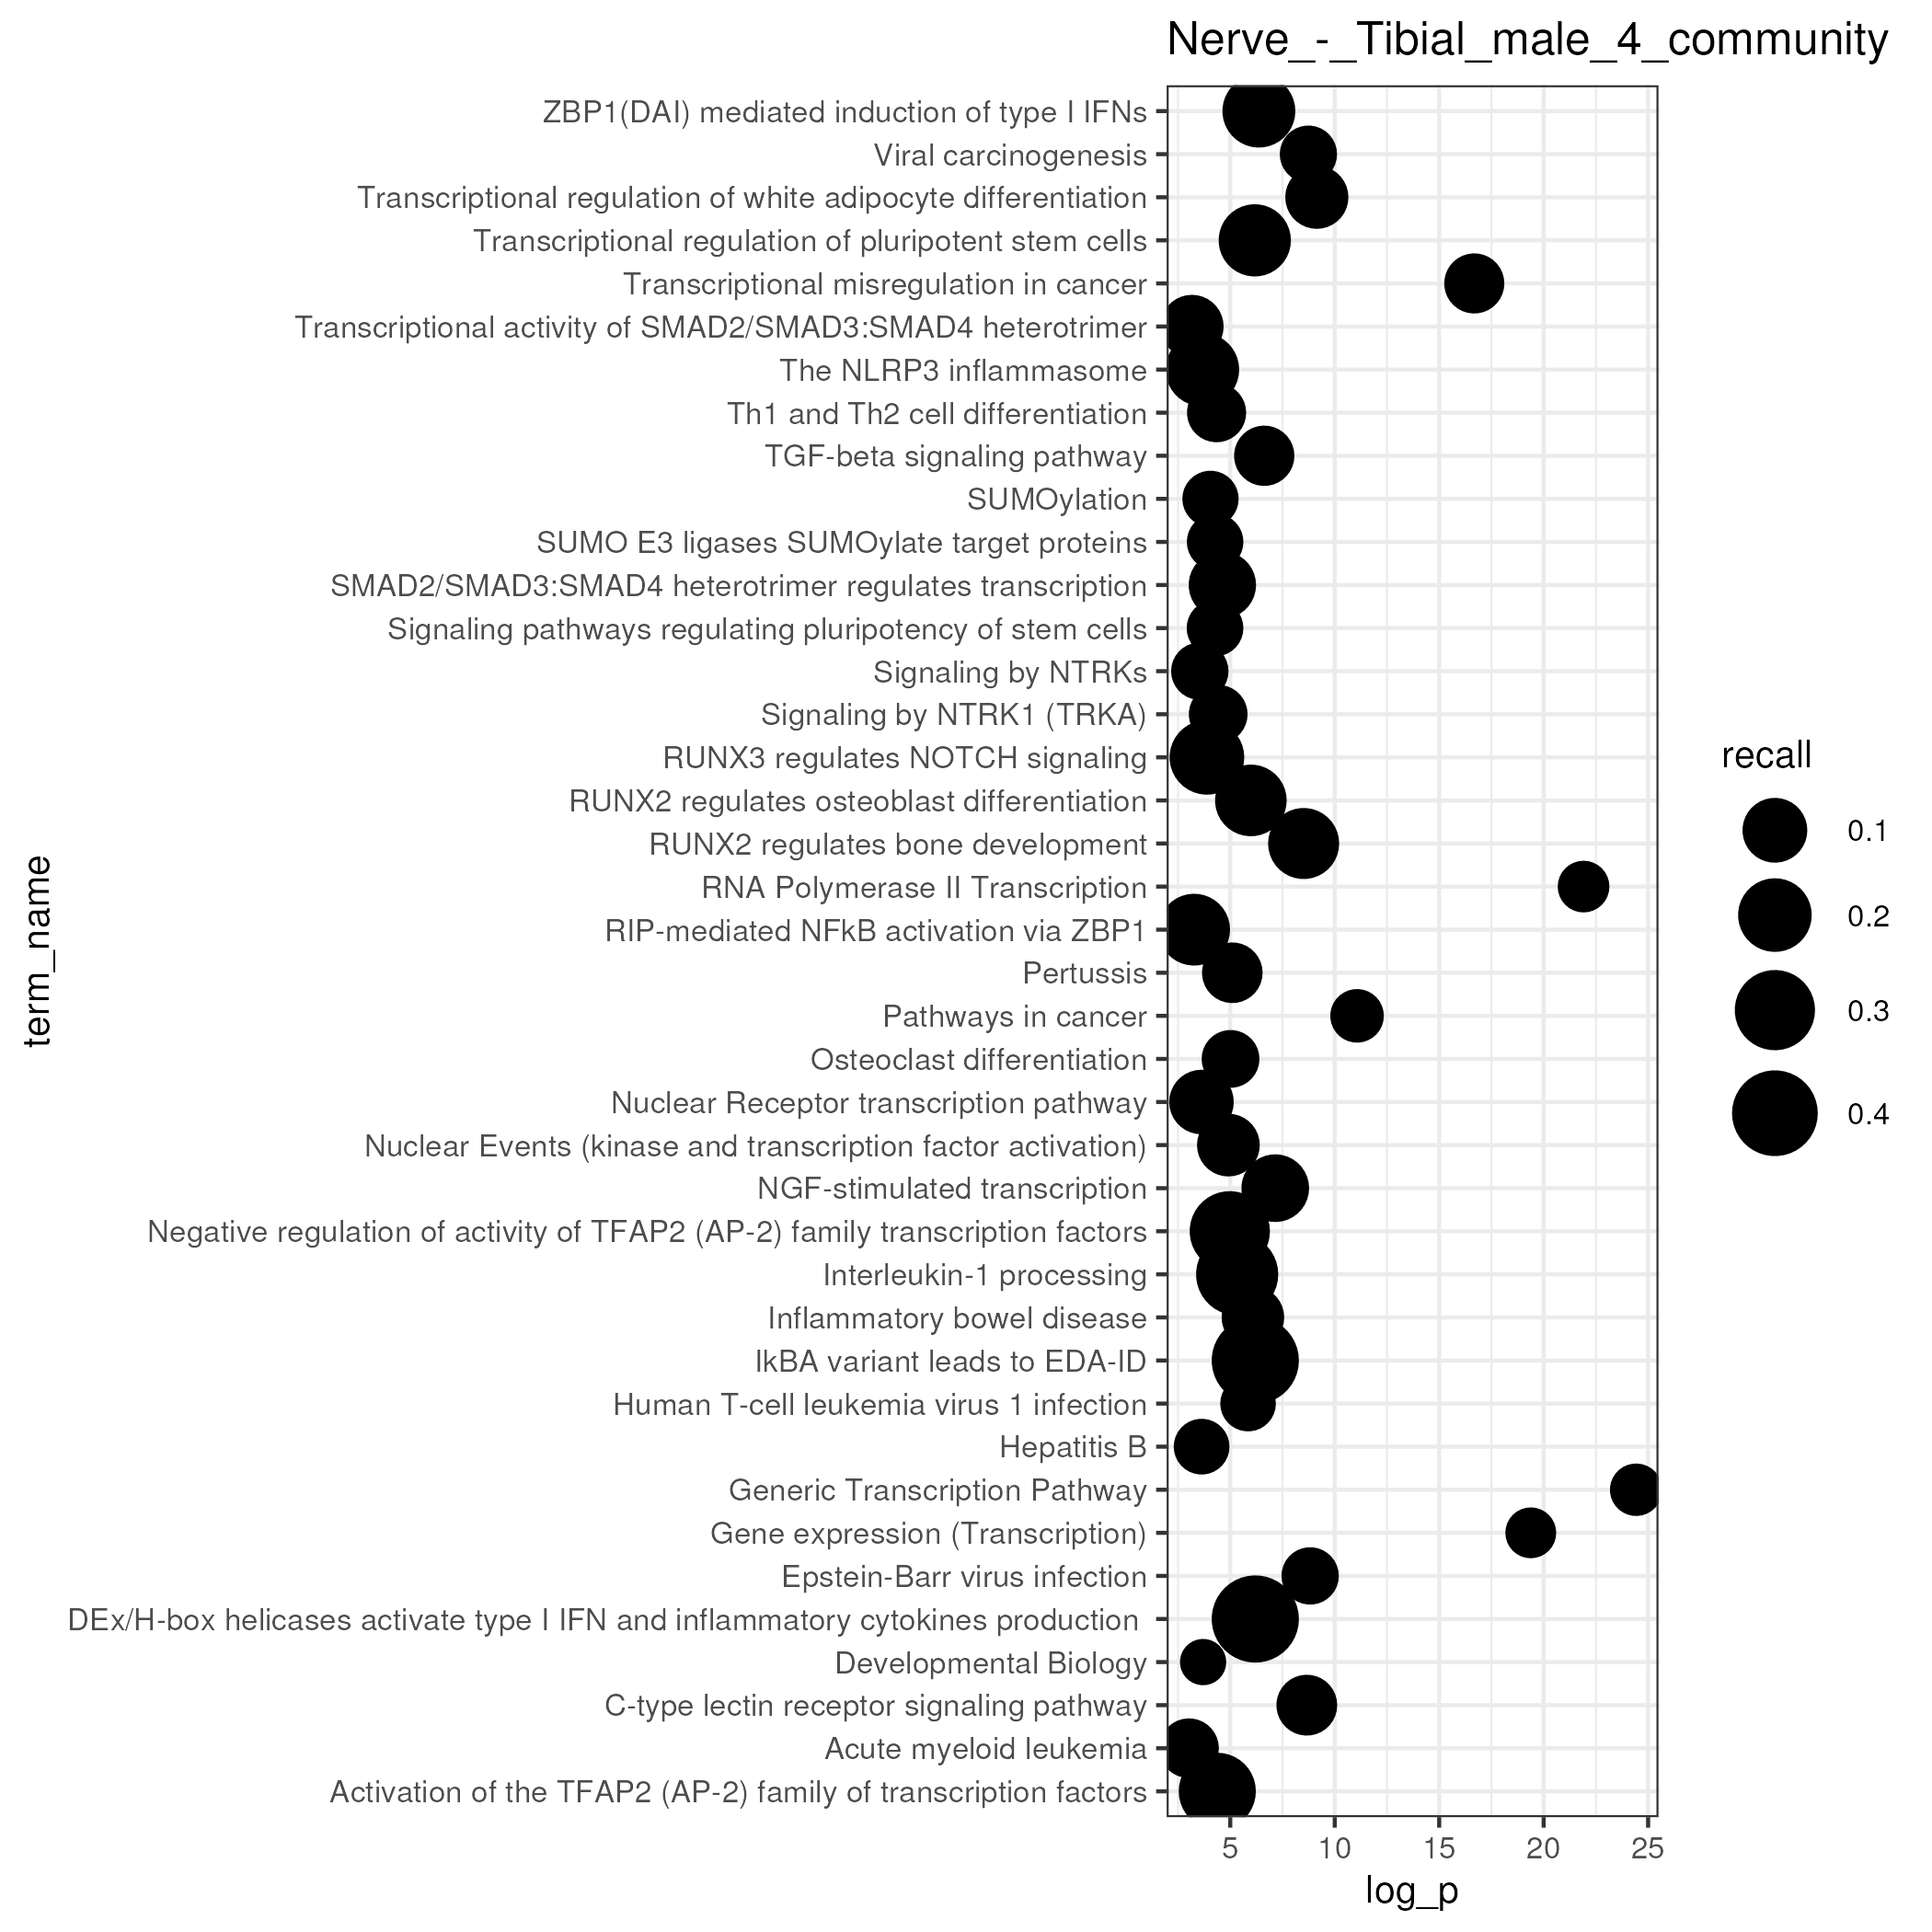 Nerve_-_Tibial_male_4_community
ZBP1(DAI) mediated induction of type I IFNs
Viral carcinogenesis
Transcriptional regulation of white adipocyte differentiation
Transcriptional regulation of pluripotent stem cells
Transcriptional misregulation in cancer
Transcriptional activity of SMAD2/SMAD3:SMAD4 heterotrimer
The NLRP3 inflammasome
Th1 and Th2 cell differentiation
TGF-beta signaling pathway
SUMOylation
SUMO E3 ligases SUMOylate target proteins
SMAD2/SMAD3:SMAD4 heterotrimer regulates transcription
Signaling pathways regulating pluripotency of stem cells
Signaling by NTRKs
Signaling by NTRK1 (TRKA)
RUNX3 regulates NOTCH signaling
RUNX2 regulates osteoblast differentiation
RUNX2 regulates bone development
RNA Polymerase II Transcription
RIP-mediated NFkB activation via ZBP1
Pertussis
Pathways in cancer
Osteoclast differentiation
Nuclear Receptor transcription pathway
Nuclear Events (kinase and transcription factor activation)
NGF-stimulated transcription
Negative regulation of activity of TFAP2 (AP-2) family transcription factors
Interleukin-1 processing
Inflammatory bowel disease
IkBA variant leads to EDA-ID
Human T-cell leukemia virus 1 infection
Hepatitis B
Generic Transcription Pathway
Gene expression (Transcription)
Epstein-Barr virus infection
DEx/H-box helicases activate type I IFN and inflammatory cytokines production
Developmental Biology
C-type lectin receptor signaling pathway
Acute myeloid leukemia
Activation of the TFAP2 (AP-2) family of transcription factors
term_name
5 10 15 20 25
log_p
recall
0.1
0.2
0.3
0.4